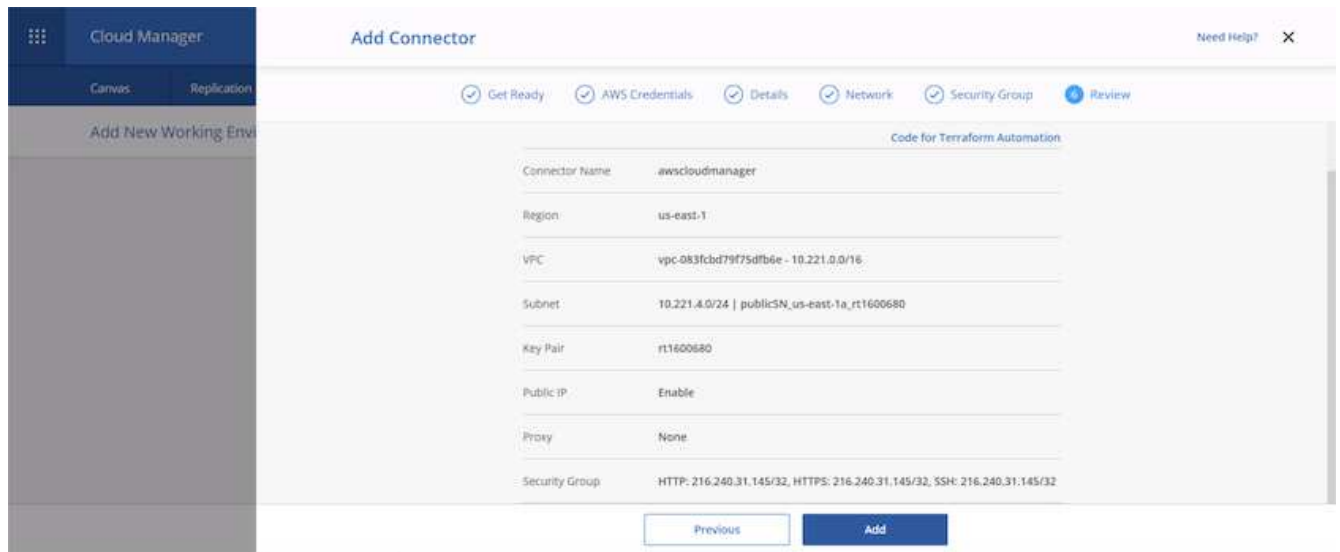 Cloud Manager
Add Connector
Need Help?
Canvas
Replication
Get Ready
AWS Credentials
Details
Network
Security Group
6 Review
Add New Working Envi
Code for Terraform Automation
Connector Name awscloudmanager
Region us-east-1
VPC vpc-083fcbd79f75dfb6e - 10.221.0.0/16
Subnet 10.221.4.0/24 | publicSN_us-east-1a_rt1600680
Key Pair rt1600680
Public IP Enable
Proxy None
Security Group HTTP: 216.240.31.145/32, HTTPS: 216.240.31.145/32, SSH: 216.240.31.145/32
Previous
Add